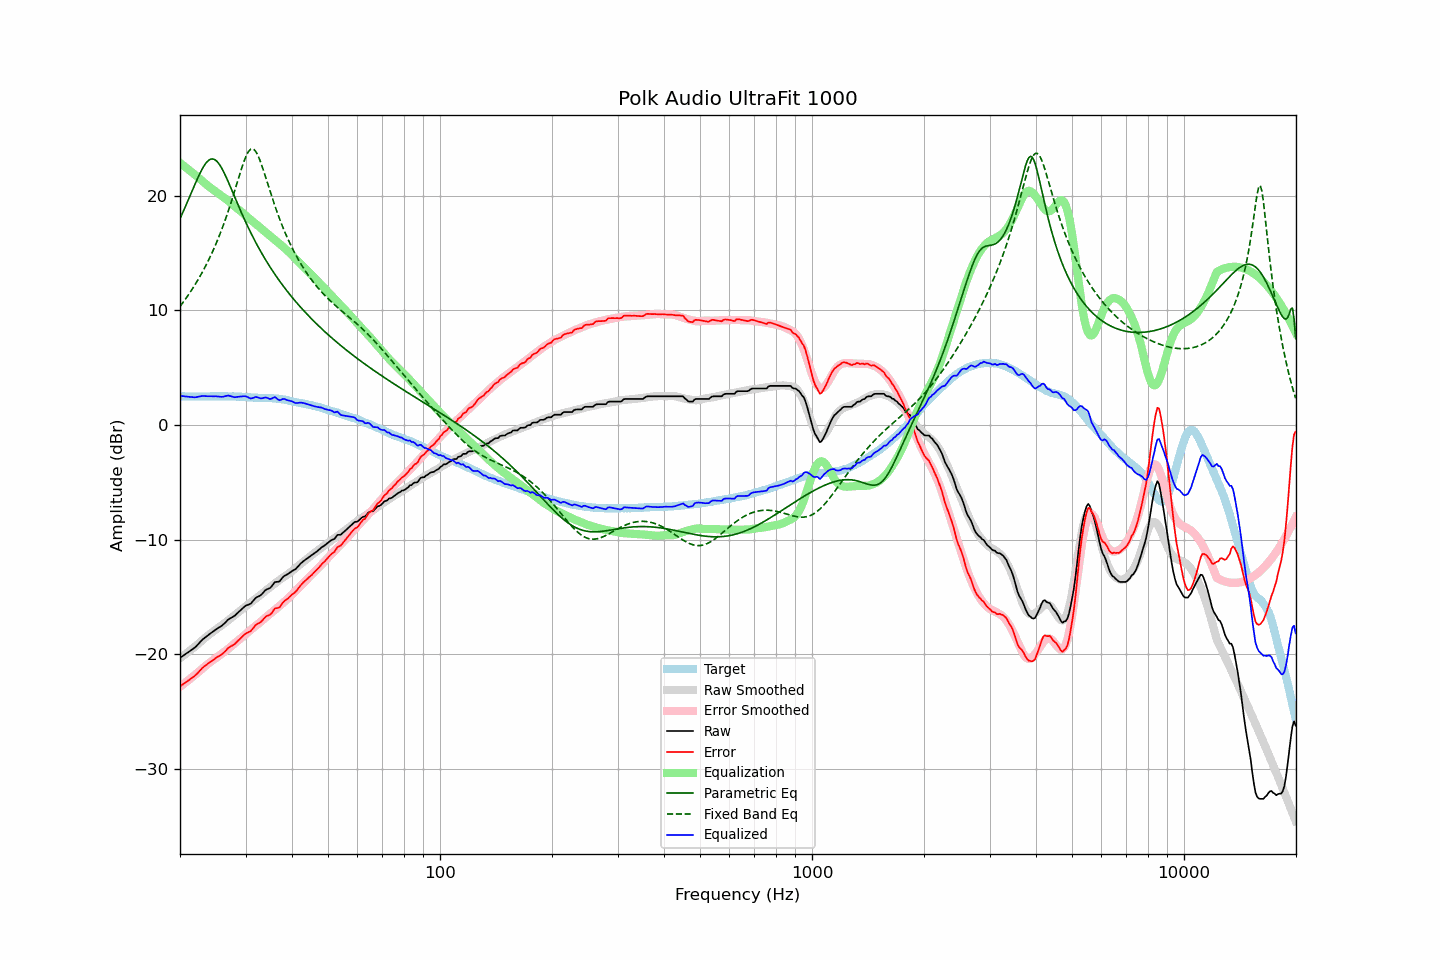 Polk Audio UltraFit 1000
Amplitude (dBr)
20
10
0
−10
−20
−30
100
1000
10000
Frequency (Hz)
Target
Raw Smoothed
Error Smoothed
Raw
Error
Equalization
Parametric Eq
Fixed Band Eq
Equalized